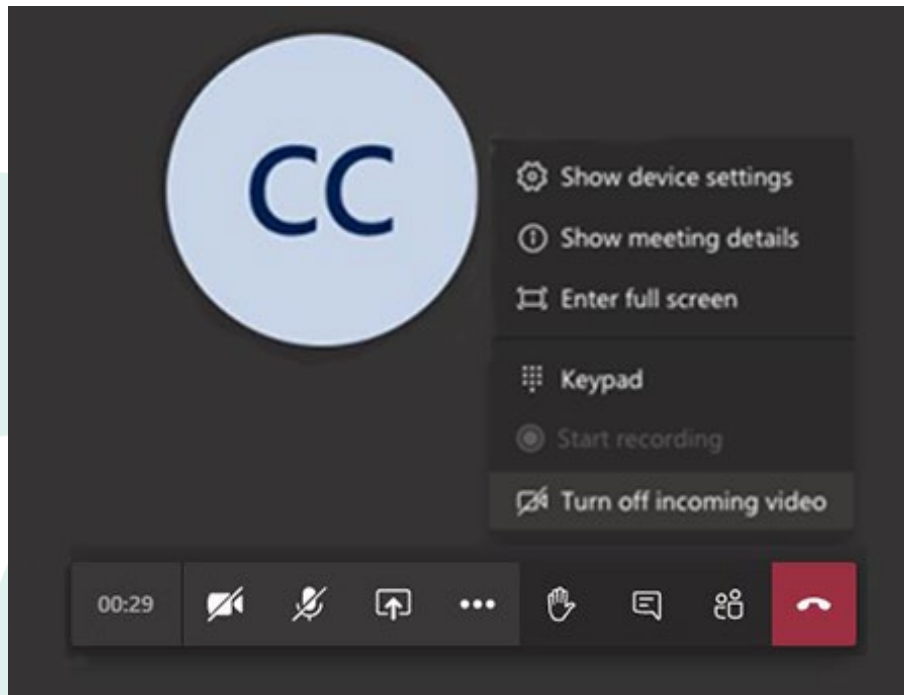 CC
Show device settings
Show meeting details
Enter full screen
Keypad
Start recording
Turn off incoming video
00:29